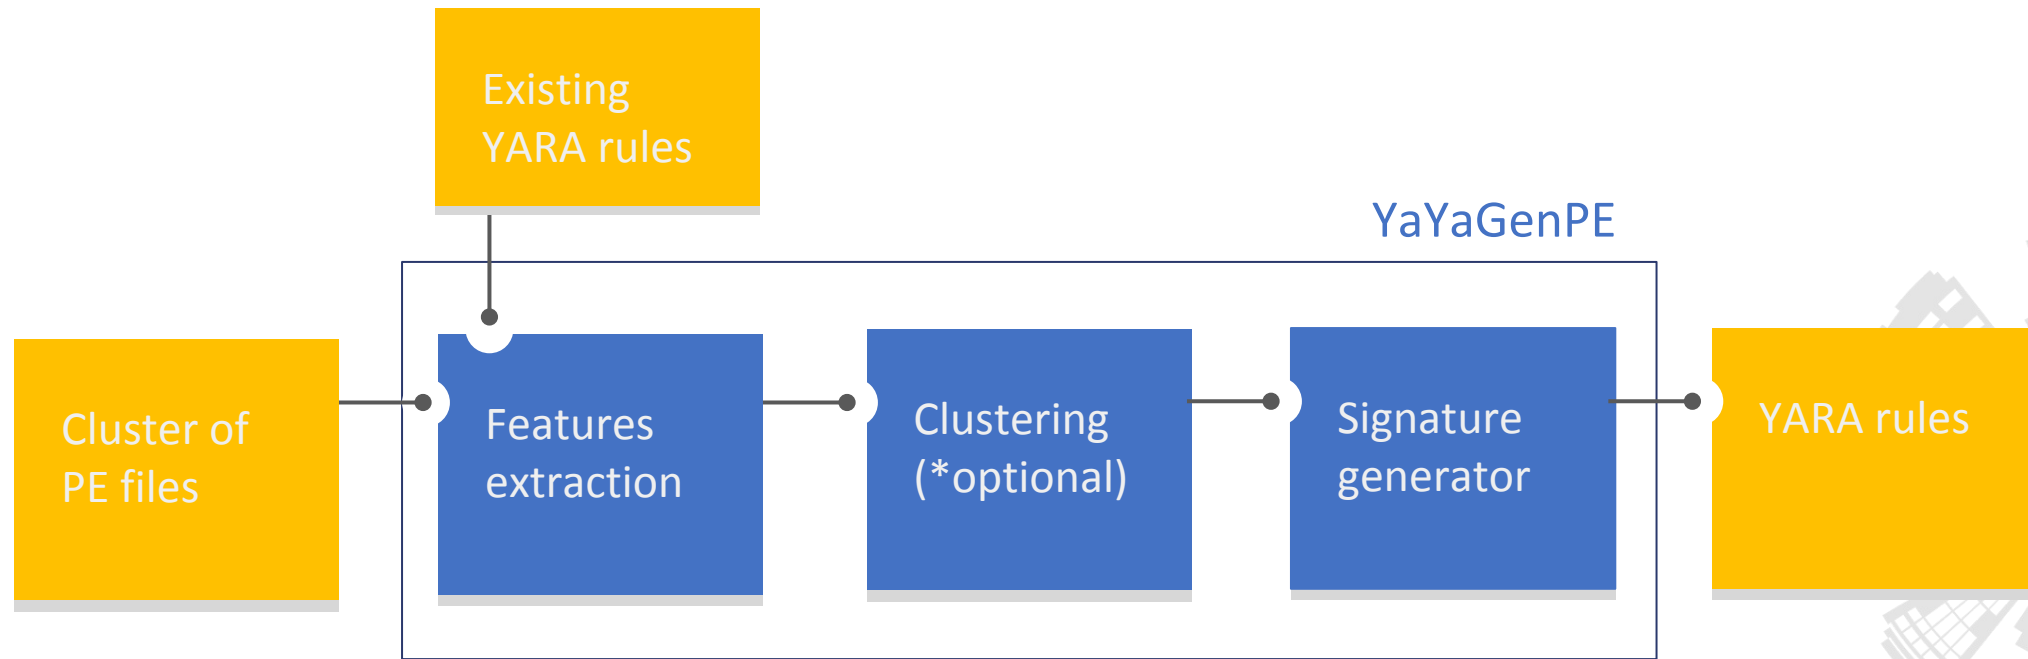 Existing
YARA rules
YaYaGenPE
Cluster of
PE files
Features
extraction
Clustering
(*optional)
Signature
generator
YARA rules